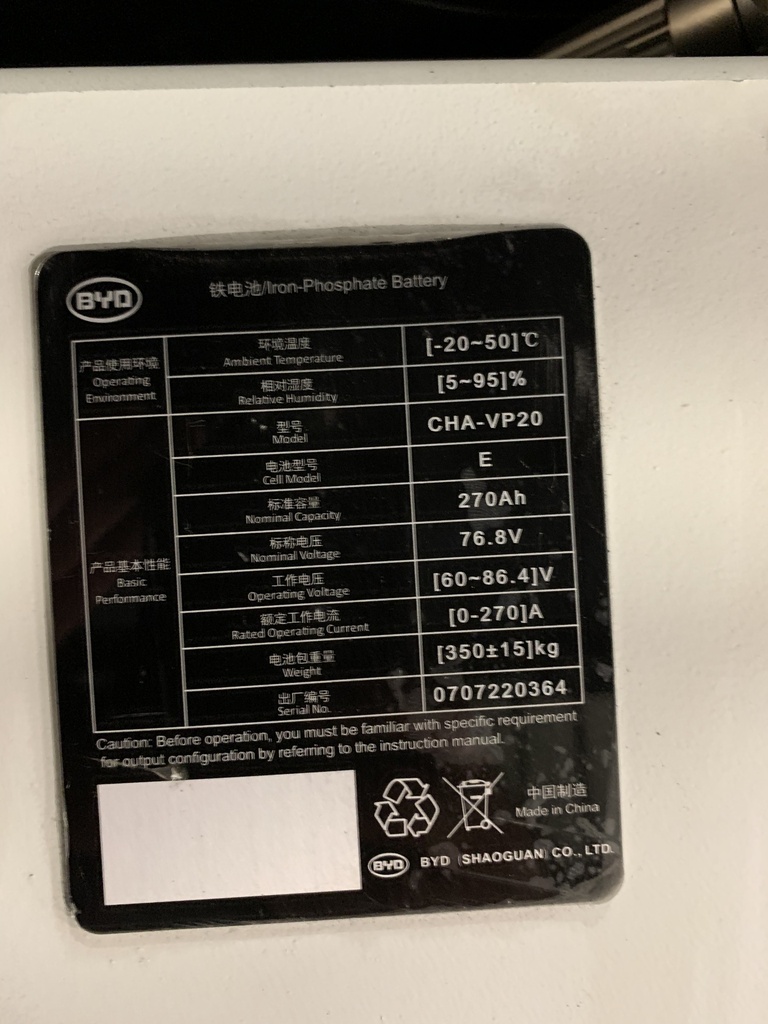 BYD
铁电池/Iron-Phosphate Battery
产品使用环境
Operating
Environment
环境温度
Ambient Temperature
[-20~50]℃
相对湿度
Relative Humidity
[5~95]%
产品基本性能
Basic
Performance
型号
Model
CHA-VP20
电池型号
Cell Model
E
标准容量
Nominal Capacity
270Ah
标称电压
Nominal Voltage
76.8V
工作电压
Operating Voltage
[60~86.4]V
额定工作电流
Rated Operating Current
[0-270]A
电池包重量
Weight
[350±15]kg
出厂编号
Serial No.
0707220364
Caution: Before operation, you must be familiar with specific requirement
for output configuration by referring to the instruction manual.
中国制造
Made in China
BYD BYD (SHAOGUAN) CO., LTD.